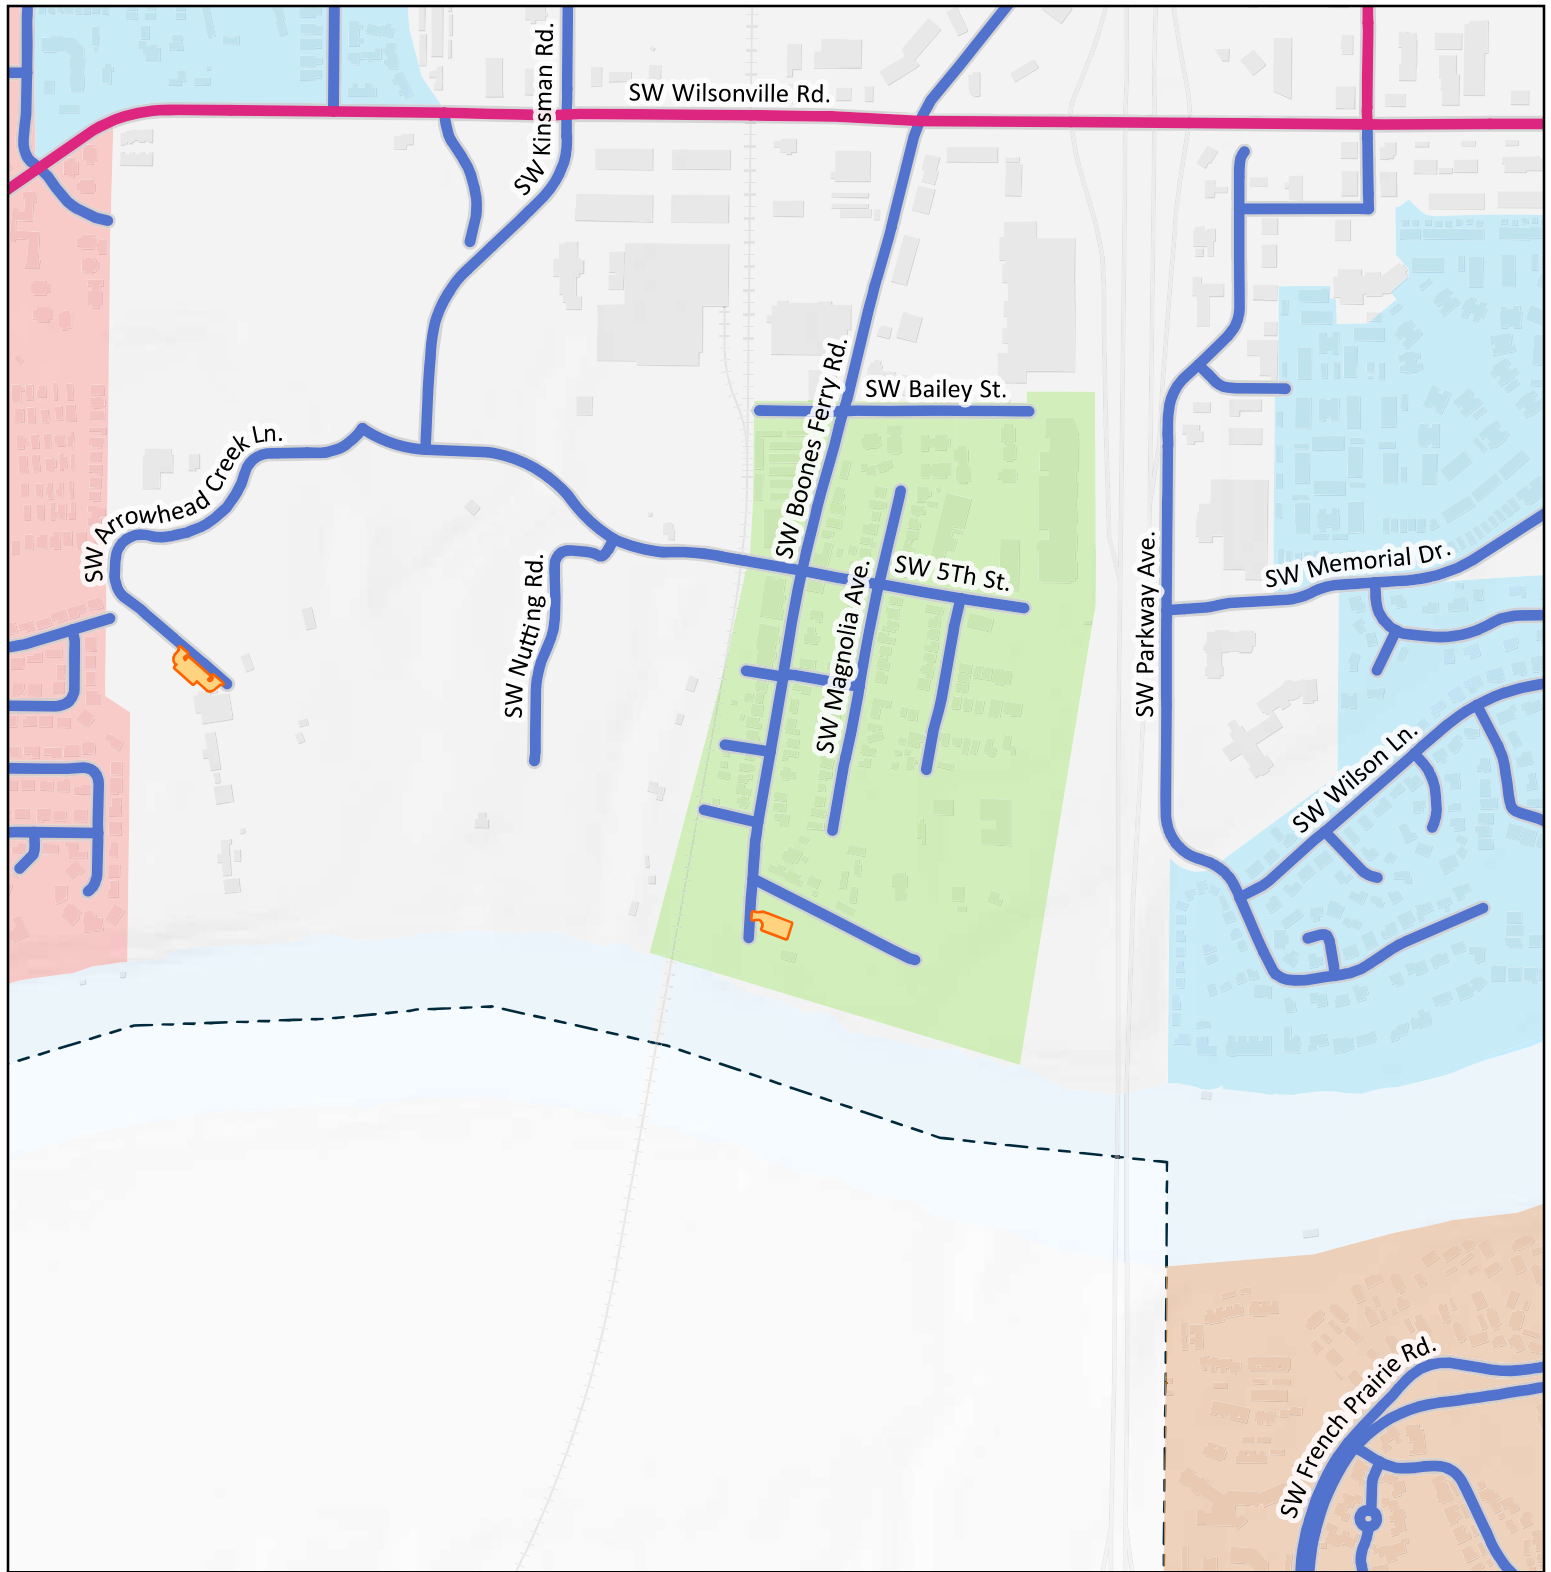 SW Kinsman Rd.
SW Wilsonville Rd.
SW Boones Ferry Rd.
SW Bailey St.
SW Arrowhead Creek Ln.
SW Nutting Rd.
SW Magnolia Ave.
SW 5Th St.
SW Parkway Ave.
SW Memorial Dr.
SW Wilson Ln.
SW French Prairie Rd.